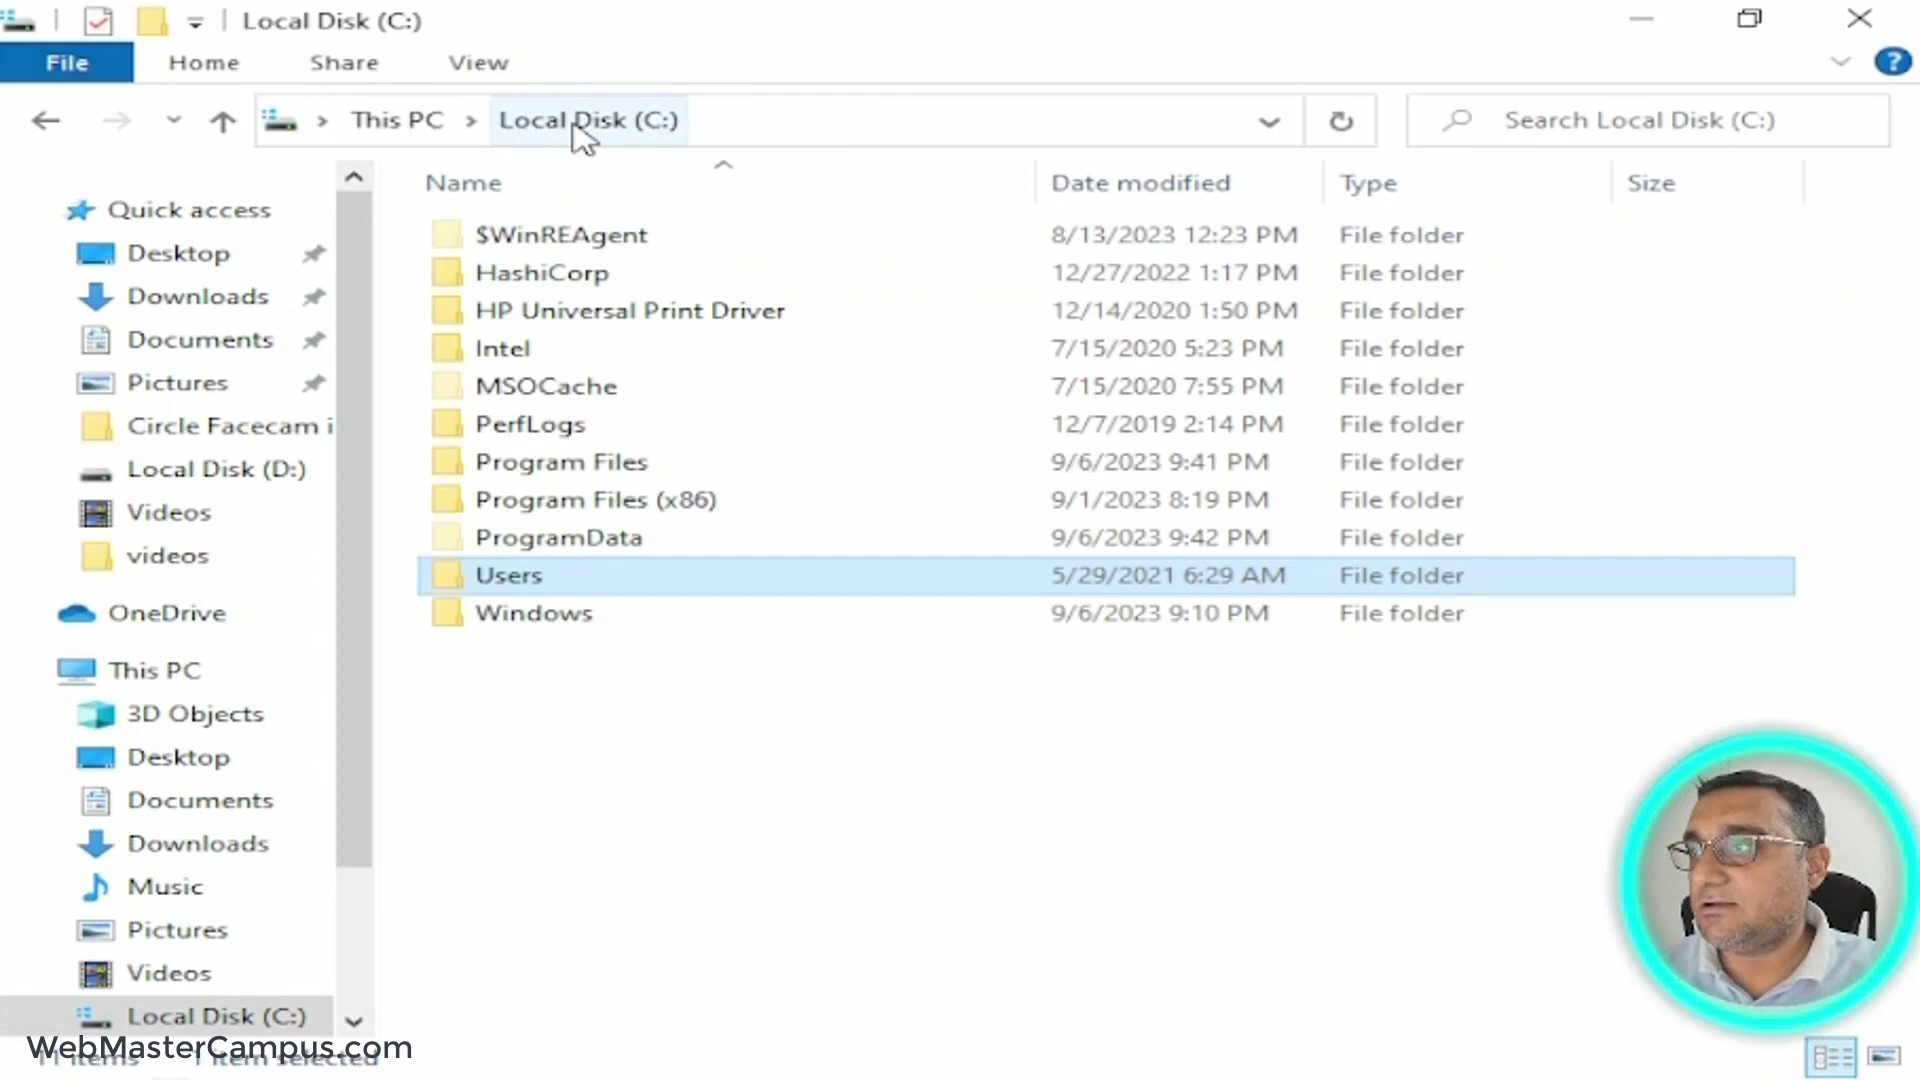 Local Disk (C:)
File Home Share View
This PC Local Disk (C:) Search Local Disk (C:)
Name Date modified Type Size
Quick access
Desktop
Downloads
Documents
Pictures
Circle Facecam i
Local Disk (D:)
Videos
videos
OneDrive
This PC
3D Objects
Desktop
Documents
Downloads
Music
Pictures
Videos
Local Disk (C:)
$WinREAgent 8/13/2023 12:23 PM File folder
HashiCorp 12/27/2022 1:17 PM File folder
HP Universal Print Driver 12/14/2020 1:50 PM File folder
Intel 7/15/2020 5:23 PM File folder
MSOCache 7/15/2020 7:55 PM File folder
PerfLogs 12/7/2019 2:14 PM File folder
Program Files 9/6/2023 9:41 PM File folder
Program Files (x86) 9/1/2023 8:19 PM File folder
ProgramData 9/6/2023 9:42 PM File folder
Users 5/29/2021 6:29 AM File folder
Windows 9/6/2023 9:10 PM File folder
WebMasterCampus.com
11 items 1 item selected